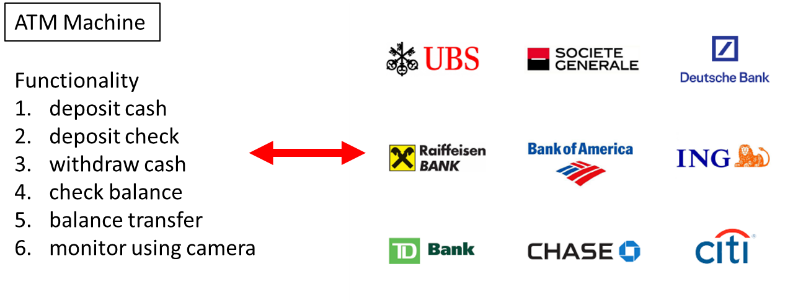 ATM Machine
Functionality
1. deposit cash
2. deposit check
3. withdraw cash
4. check balance
5. balance transfer
6. monitor using camera
UBS
SOCIETE
GENERALE
Deutsche Bank
Raiffeisen
BANK
Bank of America
ING
TD Bank
CHASE
citi